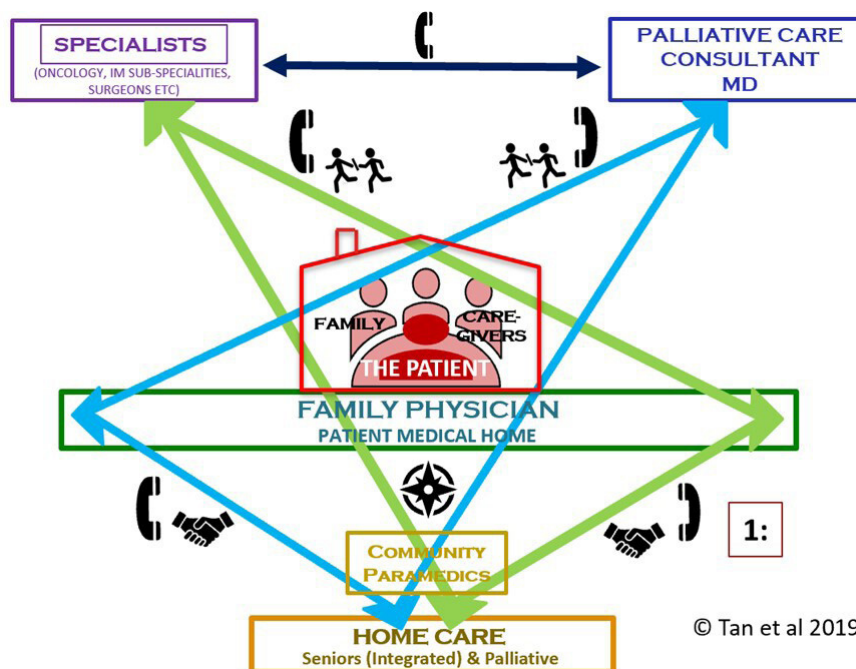 SPECIALISTS
(ONCOLOGY, IM SUB-SPECIALITIES,
SURGEONS ETC)
PALLIATIVE CARE
CONSULTANT
MD
FAMILY
CARE-
GIVERS
THE PATIENT
FAMILY PHYSICIAN
PATIENT MEDICAL HOME
1:
COMMUNITY
PARAMEDICS
HOME CARE
Seniors (Integrated) & Palliative
© Tan et al 2019